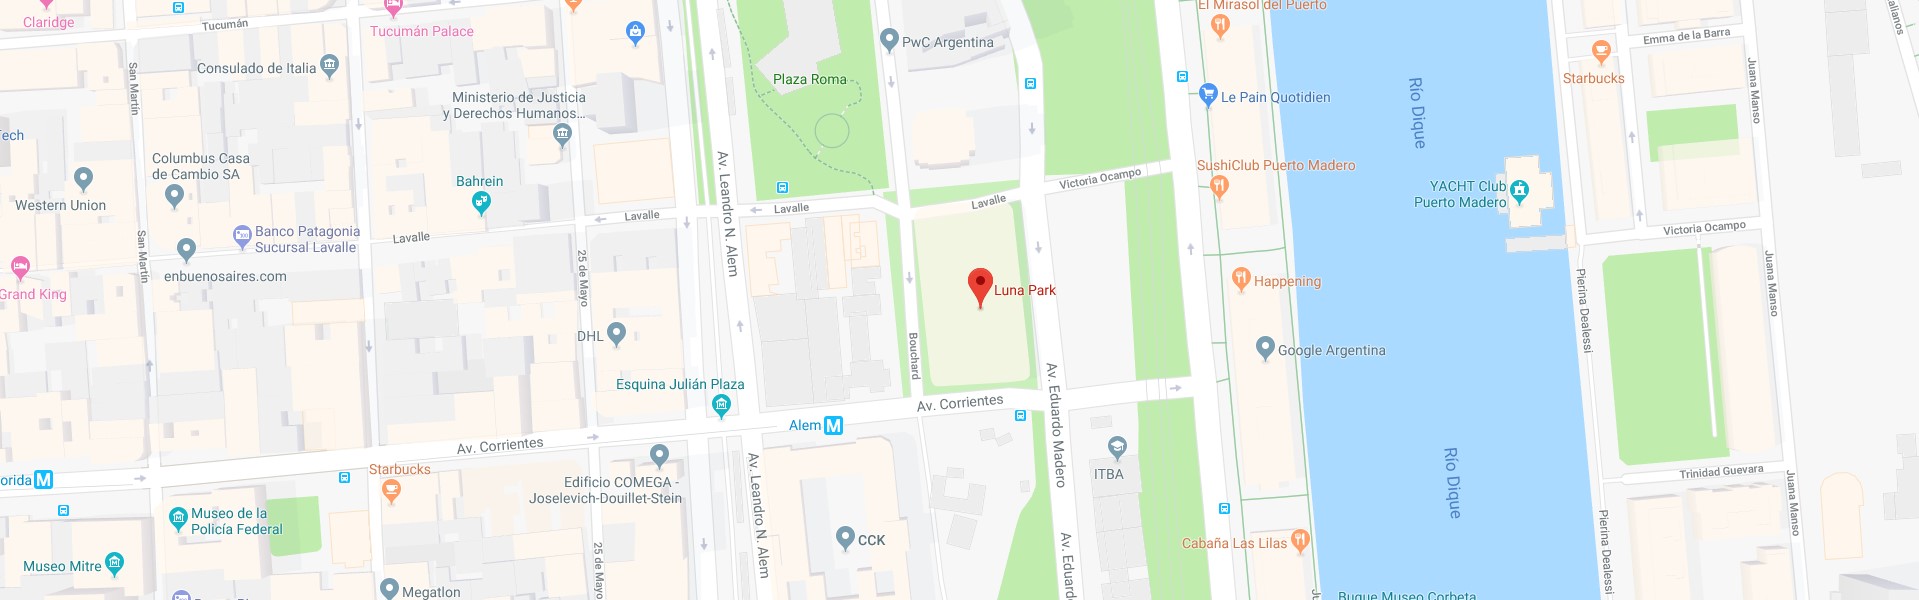 Claridge
Tucumán
Tucumán Palace
El Mirasol del Puerto
Emma de la Barra
PwC Argentina
Consulado de Italia
Plaza Roma
Starbucks
San Martín
Juana Manso
Ministerio de Justicia
y Derechos Humanos...
Le Pain Quotidien
Río Dique
Tech
Columbus Casa
de Cambio SA
Bahrein
Av. Leandro N. Alem
SushiClub Puerto Madero
Victoria Ocampo
YACHT Club
Puerto Madero
Western Union
Lavalle
Lavalle
Lavalle
Lavalle
Victoria Ocampo
Banco Patagonia
Sucursal Lavalle
San Martín
enbuenosaires.com
25 de Mayo
Grand King
Luna Park
Happening
Pierina Dealessi
Juana Manso
DHL
Bouchard
Google Argentina
Esquina Julián Plaza
Av. Corrientes
Av. Eduardo Madero
Alem M
Av. Corrientes
Starbucks
orida M
ITBA
Río Dique
Trinidad Guevara
Juana Manso
Edificio COMEGA -
Joselevich-Douillet-Stein
Av. Leandro N. Alem
Museo de la
Policía Federal
CCK
Av. Eduardo
Cabaña Las Lilas
Pierina Dealessi
Museo Mitre
25 de Mayo
Megatlon
Buque Museo Corbeta